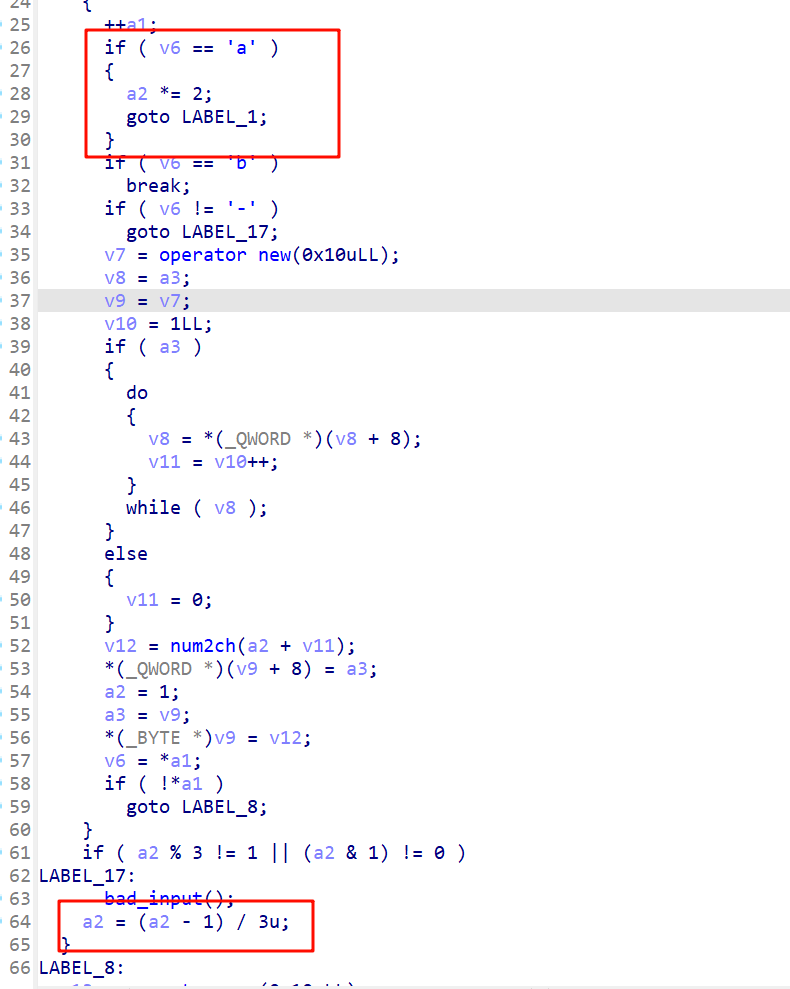 24 {
25 ++a1;
26 if ( v6 == 'a' )
27 {
28 a2 *= 2;
29 goto LABEL_1;
30 }
31 if ( v6 == 'b' )
32 break;
33 if ( v6 != '-' )
34 goto LABEL_17;
35 v7 = operator new(0x10uLL);
36 v8 = a3;
37 v9 = v7;
38 v10 = 1LL;
39 if ( a3 )
40 {
41 do
42 {
43 v8 = *(_QWORD *)(v8 + 8);
44 v11 = v10++;
45 }
46 while ( v8 );
47 }
48 else
49 {
50 v11 = 0;
51 }
52 v12 = num2ch(a2 + v11);
53 *(_QWORD *)(v9 + 8) = a3;
54 a2 = 1;
55 a3 = v9;
56 *(_BYTE *)v9 = v12;
57 v6 = *a1;
58 if ( !*a1 )
59 goto LABEL_8;
60 }
61 if ( a2 % 3 != 1 || (a2 & 1) != 0 )
62 LABEL_17:
63 bad_input();
64 a2 = (a2 - 1) / 3u;
65 }
66 LABEL_8: